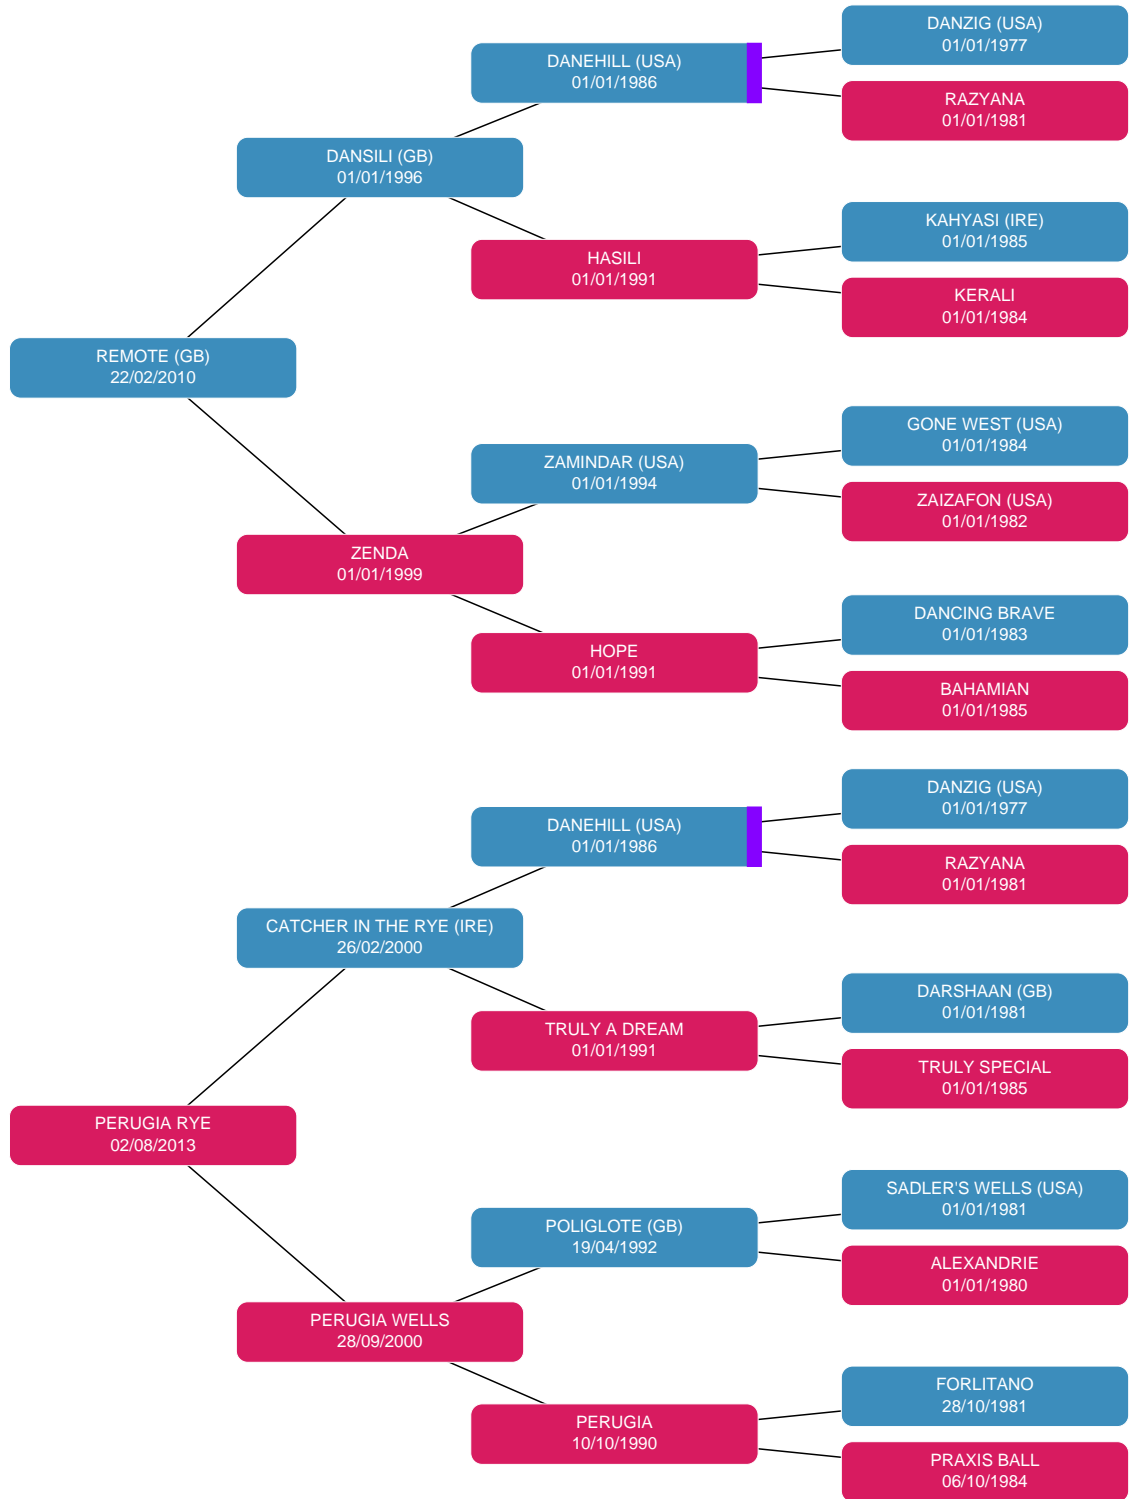 DANZIG (USA)
01/01/1977
DANEHILL (USA)
01/01/1986
RAZYANA
01/01/1981
DANSILI (GB)
01/01/1996
KAHYASI (IRE)
01/01/1985
HASILI
01/01/1991
KERALI
01/01/1984
REMOTE (GB)
22/02/2010
GONE WEST (USA)
01/01/1984
ZAMINDAR (USA)
01/01/1994
ZAIZAFON (USA)
01/01/1982
ZENDA
01/01/1999
DANCING BRAVE
01/01/1983
HOPE
01/01/1991
BAHAMIAN
01/01/1985
DANZIG (USA)
01/01/1977
DANEHILL (USA)
01/01/1986
RAZYANA
01/01/1981
CATCHER IN THE RYE (IRE)
26/02/2000
DARSHAAN (GB)
01/01/1981
TRULY A DREAM
01/01/1991
TRULY SPECIAL
01/01/1985
PERUGIA RYE
02/08/2013
SADLER'S WELLS (USA)
01/01/1981
POLIGLOTE (GB)
19/04/1992
ALEXANDRIE
01/01/1980
PERUGIA WELLS
28/09/2000
FORLITANO
28/10/1981
PERUGIA
10/10/1990
PRAXIS BALL
06/10/1984